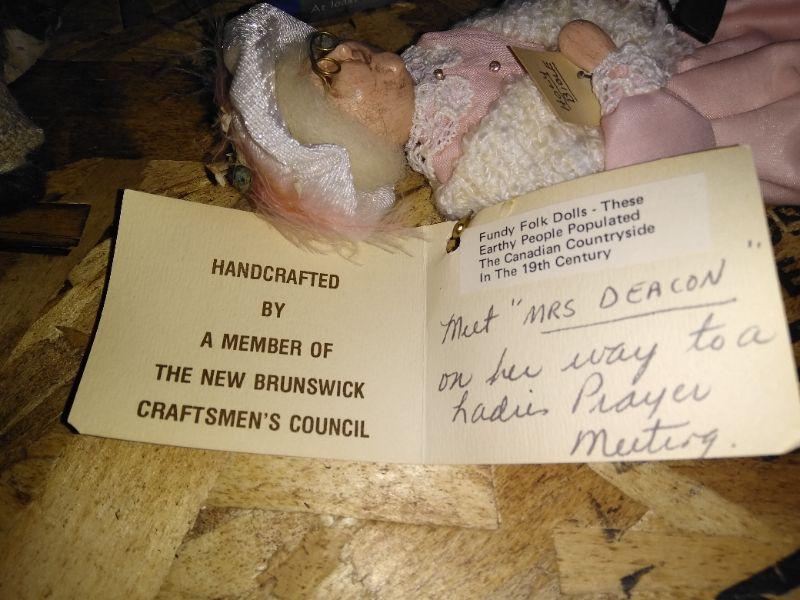 HANDCRAFTED
BY
A MEMBER OF
THE NEW BRUNSWICK
CRAFTSMEN'S COUNCIL
Fundy Folk Dolls - These
Earthy People Populated
The Canadian Countryside
In The 19th Century
Meet "MRS DEACON"
on her way to a
Ladies Prayer
Meeting.